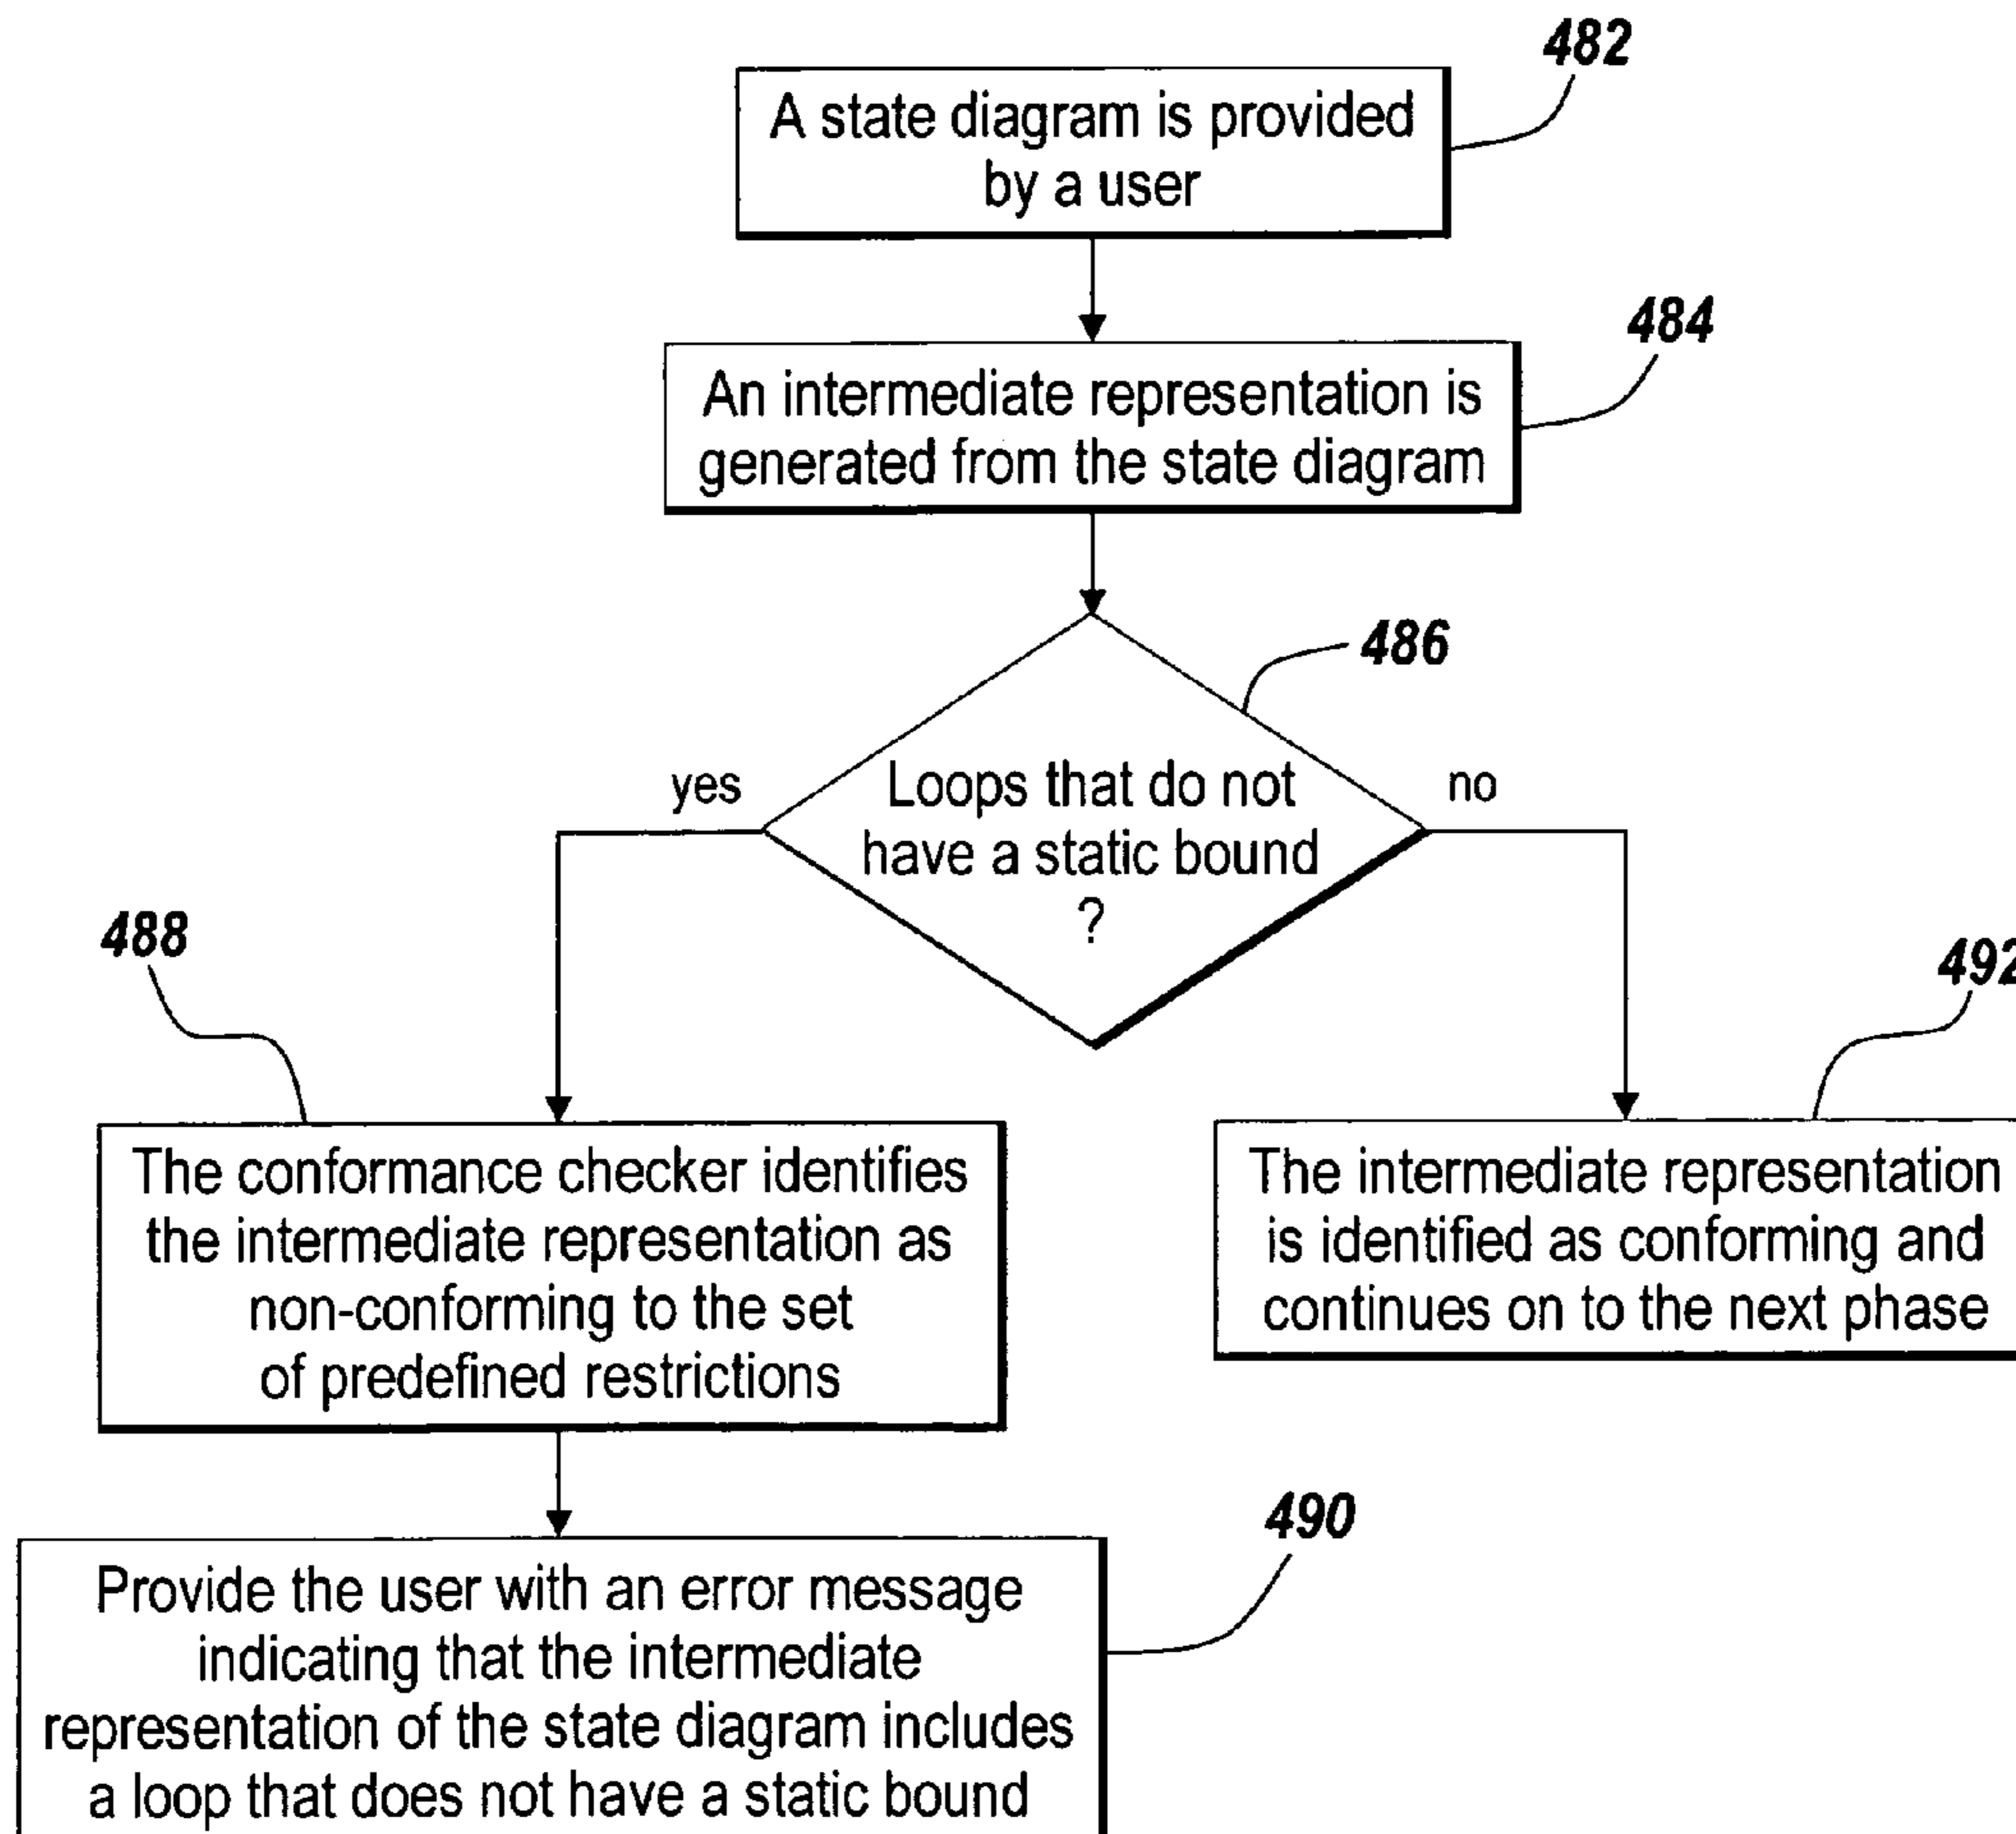 482
A state diagram is provided
by a user
484
An intermediate representation is
generated from the state diagram
486
yes
Loops that do not
have a static bound
?
no
488
492
The conformance checker identifies
the intermediate representation as
non-conforming to the set
of predefined restrictions
The intermediate representation
is identified as conforming and
continues on to the next phase
490
Provide the user with an error message
indicating that the intermediate
representation of the state diagram includes
a loop that does not have a static bound